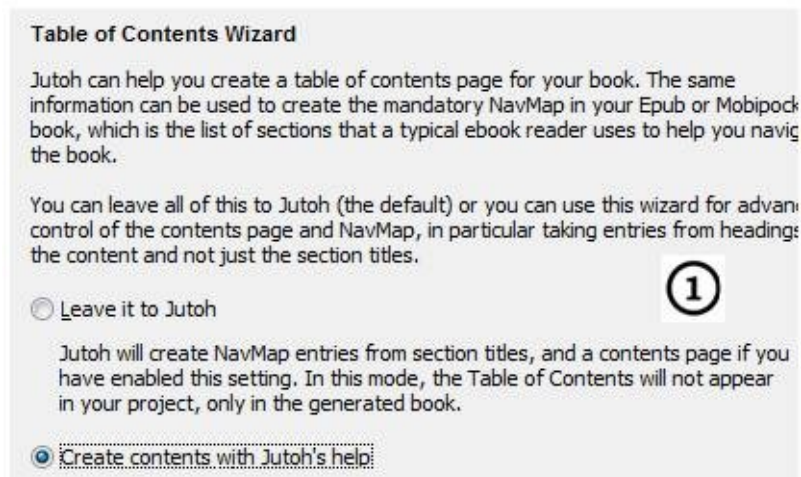 Table of Contents Wizard
Jutoh can help you create a table of contents page for your book. The same
information can be used to create the mandatory NavMap in your Epub or Mobipock
book, which is the list of sections that a typical ebook reader uses to help you navig
the book.
You can leave all of this to Jutoh (the default) or you can use this wizard for advan
control of the contents page and NavMap, in particular taking entries from headings
the content and not just the section titles.
1
Leave it to Jutoh
Jutoh will create NavMap entries from section titles, and a contents page if you
have enabled this setting. In this mode, the Table of Contents will not appear
in your project, only in the generated book.
Create contents with Jutoh's help